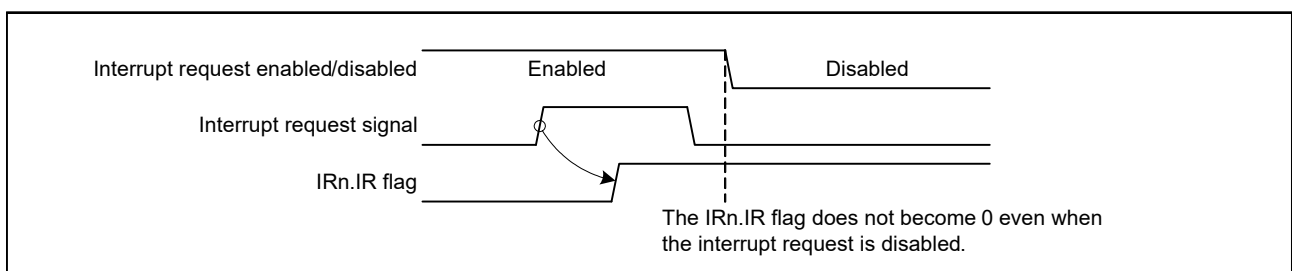 Interrupt request enabled/disabled
Enabled
Disabled
Interrupt request signal
IRn.IR flag
The IRn.IR flag does not become 0 even when
the interrupt request is disabled.